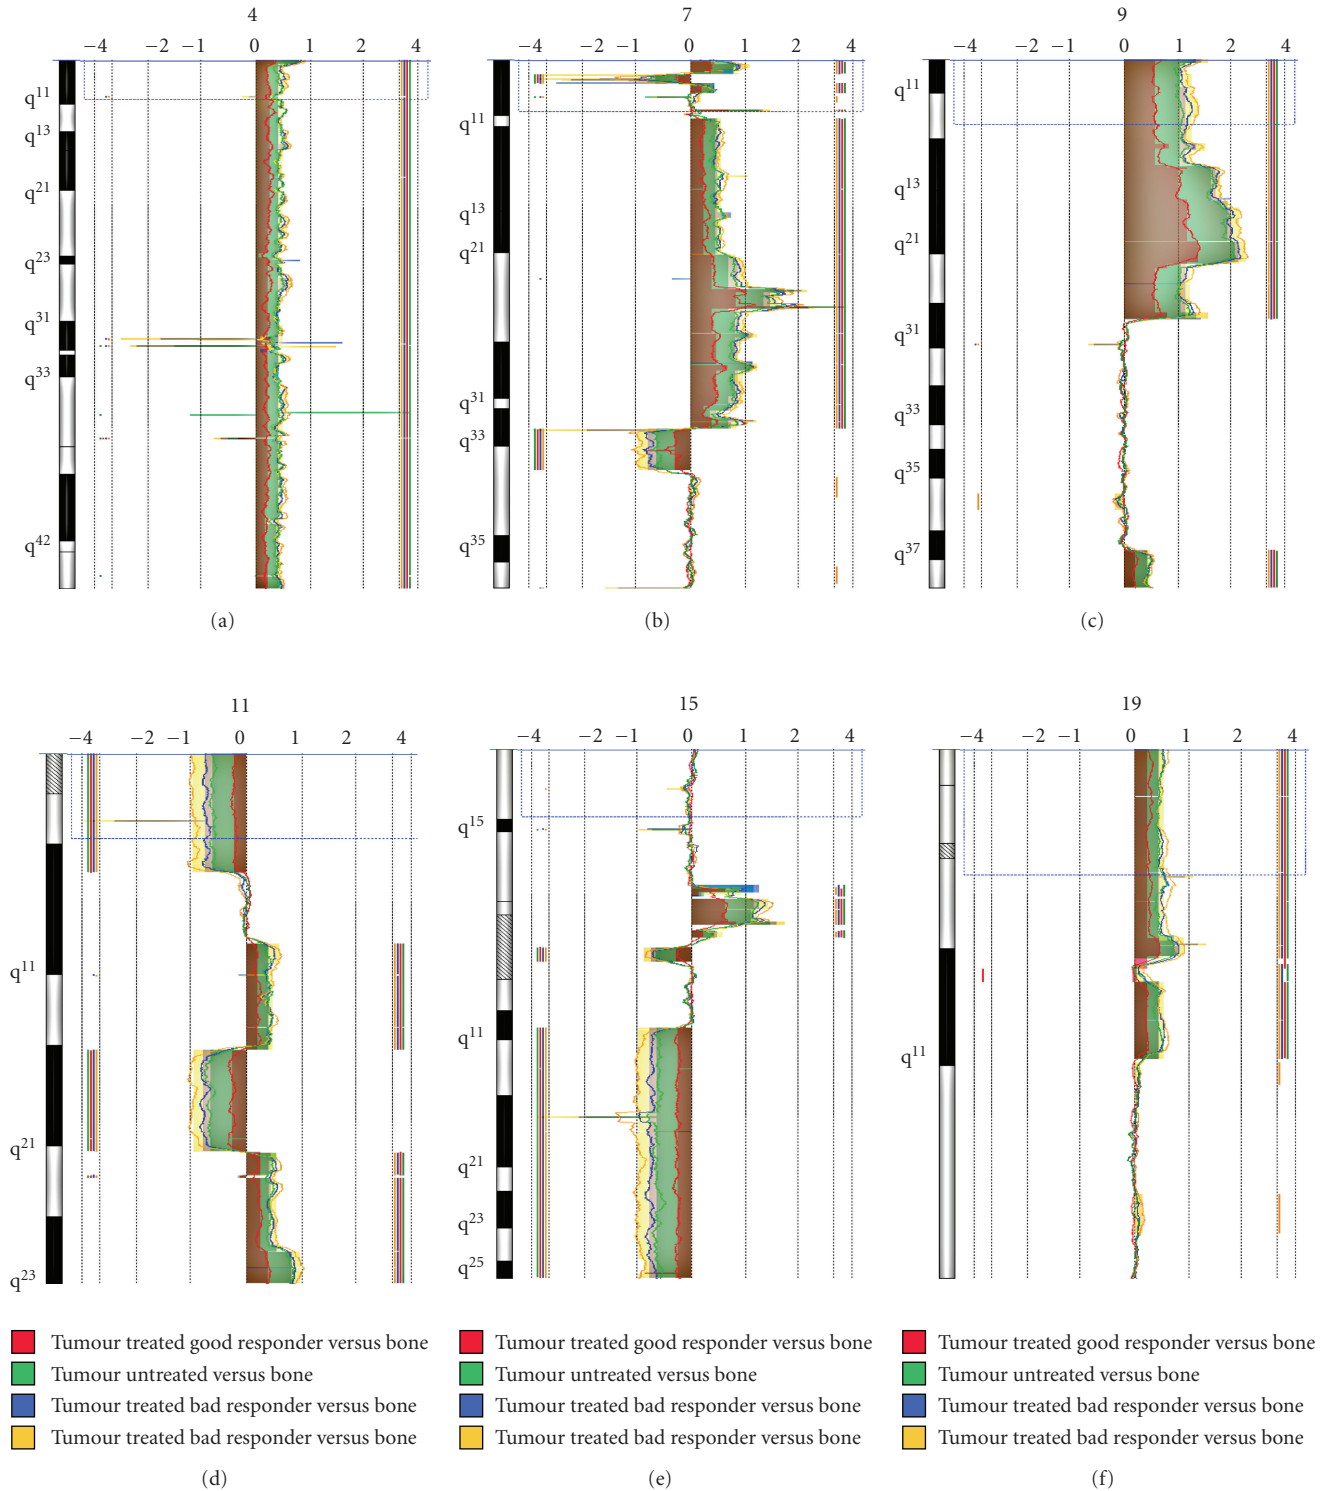 4
−4 −2 −1 0 1 2 4
q11
q13
q21
q23
q31
q33
q42
(a)
7
−4 −2 −1 0 1 2 4
q11
q13
q21
q31
q33
q35
(b)
9
−4 −2 −1 0 1 2 4
q11
q13
q21
q31
q33
q35
q37
(c)
11
−4 −2 −1 0 1 2 4
q11
q21
q23
Tumour treated good responder versus bone
Tumour untreated versus bone
Tumour treated bad responder versus bone
Tumour treated bad responder versus bone
(d)
15
−4 −2 −1 0 1 2 4
q15
q11
q21
q23
q25
Tumour treated good responder versus bone
Tumour untreated versus bone
Tumour treated bad responder versus bone
Tumour treated bad responder versus bone
(e)
19
−4 −2 −1 0 1 2 4
q11
Tumour treated good responder versus bone
Tumour untreated versus bone
Tumour treated bad responder versus bone
Tumour treated bad responder versus bone
(f)